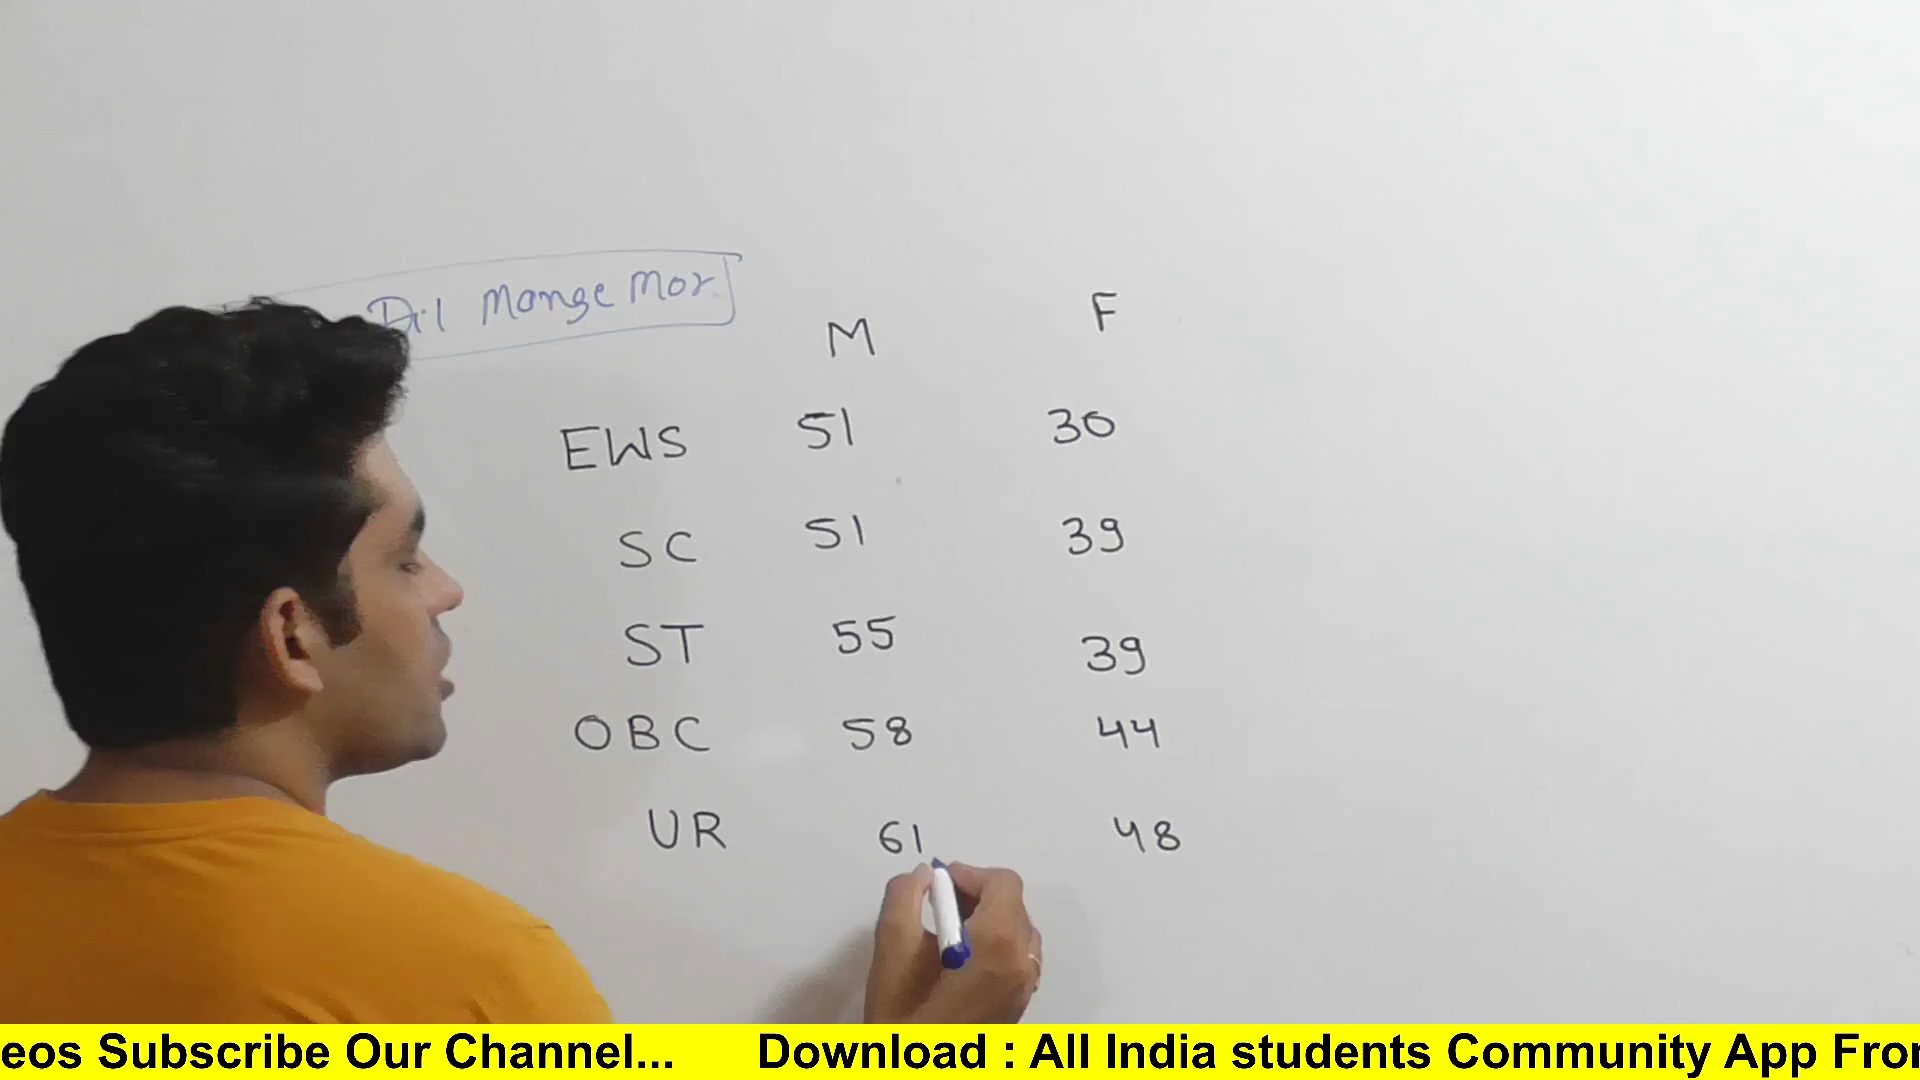 Dil Mange Mor
M F
EWS 51 30
SC 51 39
ST 55 39
OBC 58 44
UR 61 48
eos Subscribe Our Channel... Download : All India students Community App Fro